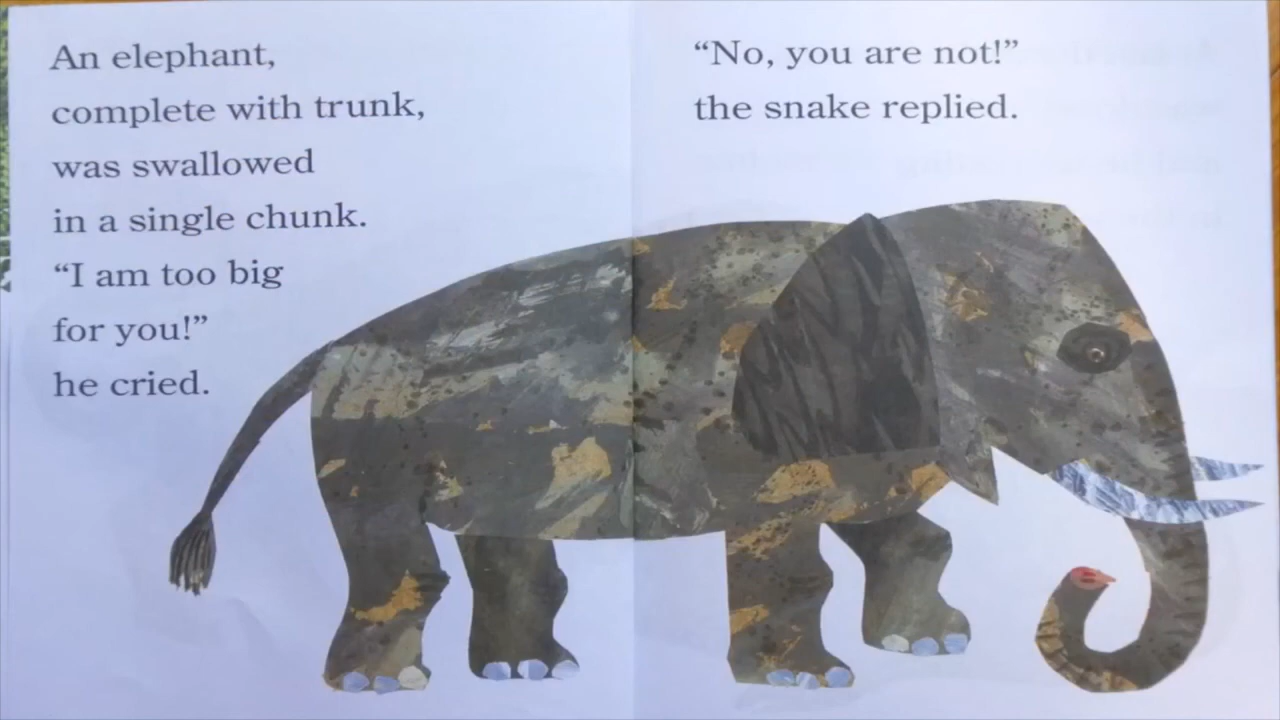 An elephant,
complete with trunk,
was swallowed
in a single chunk.
“I am too big
for you!”
he cried.
“No, you are not!”
the snake replied.